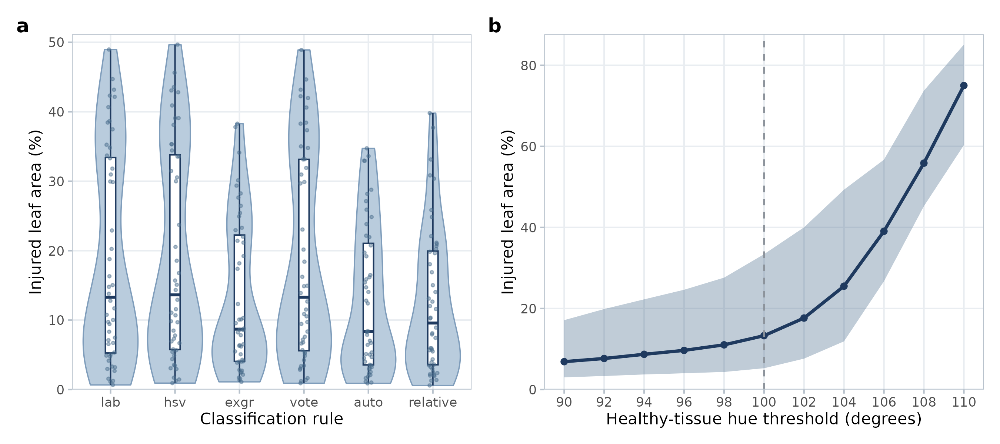 a
b
Injured leaf area (%)
50
40
30
20
10
0
lab hsv exgr vote auto relative
Classification rule
Injured leaf area (%)
80
60
40
20
0
90 92 94 96 98 100 102 104 106 108 110
Healthy-tissue hue threshold (degrees)